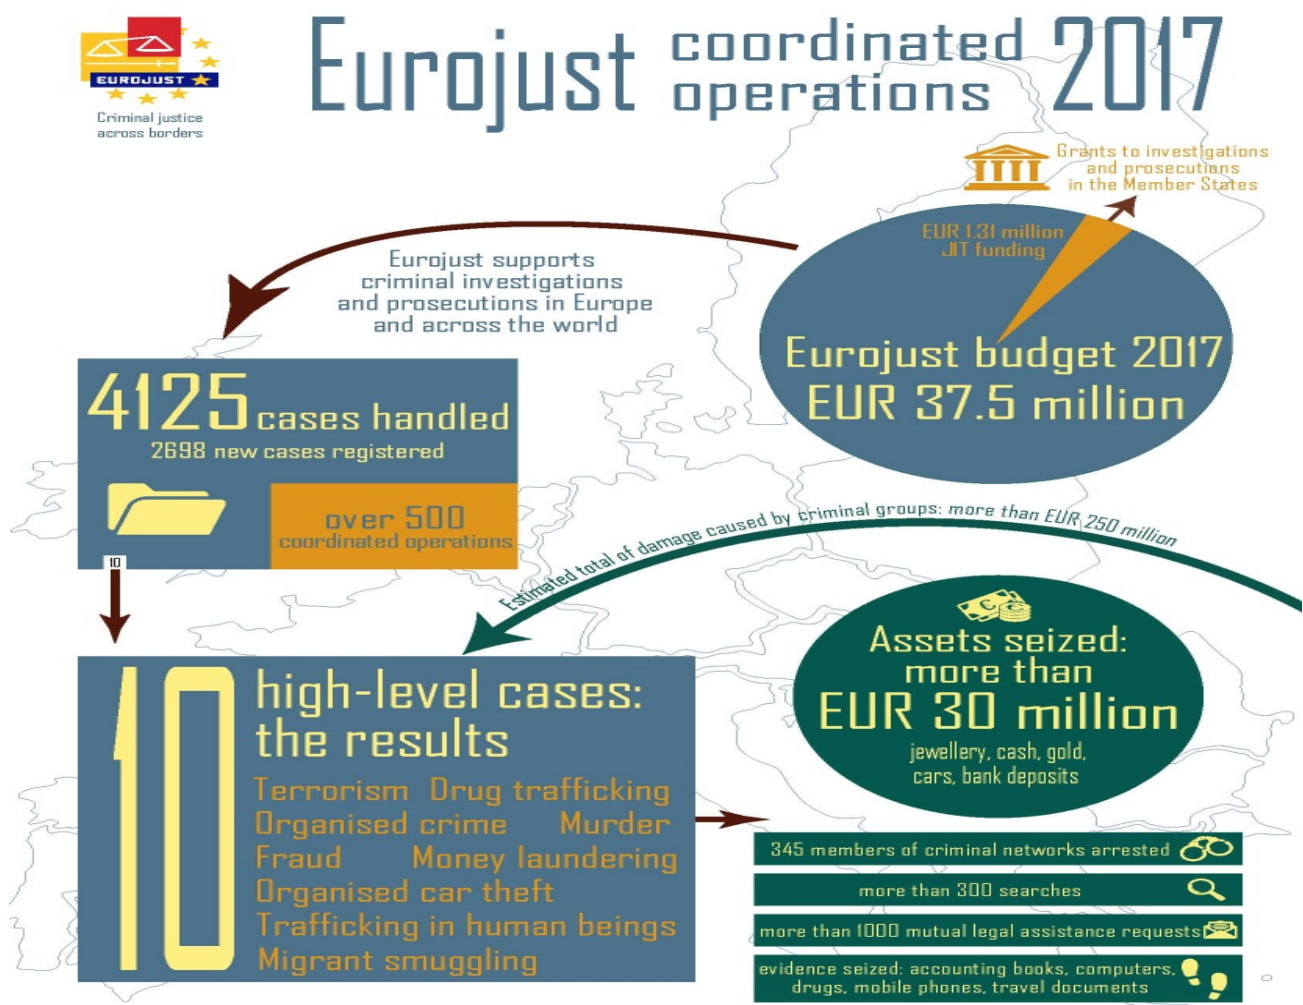 EUROJUST
Criminal justice
across borders
Eurojust coordinated
operations 2017
Grants to investigations
and prosecutions
in the Member States
EUR 1.31 million
JIT funding
Eurojust budget 2017
EUR 37.5 million
Eurojust supports
criminal investigations
and prosecutions in Europe
and across the world
4125 cases handled
2698 new cases registered
over 500
coordinated operations
10
Estimated total of damage caused by criminal groups: more than EUR 250 million
10 high-level cases:
the results
Terrorism Drug trafficking
Organised crime Murder
Fraud Money laundering
Organised car theft
Trafficking in human beings
Migrant smuggling
Assets seized:
more than
EUR 30 million
jewellery, cash, gold,
cars, bank deposits
345 members of criminal networks arrested
more than 300 searches
more than 1000 mutual legal assistance requests
evidence seized: accounting books, computers,
drugs, mobile phones, travel documents